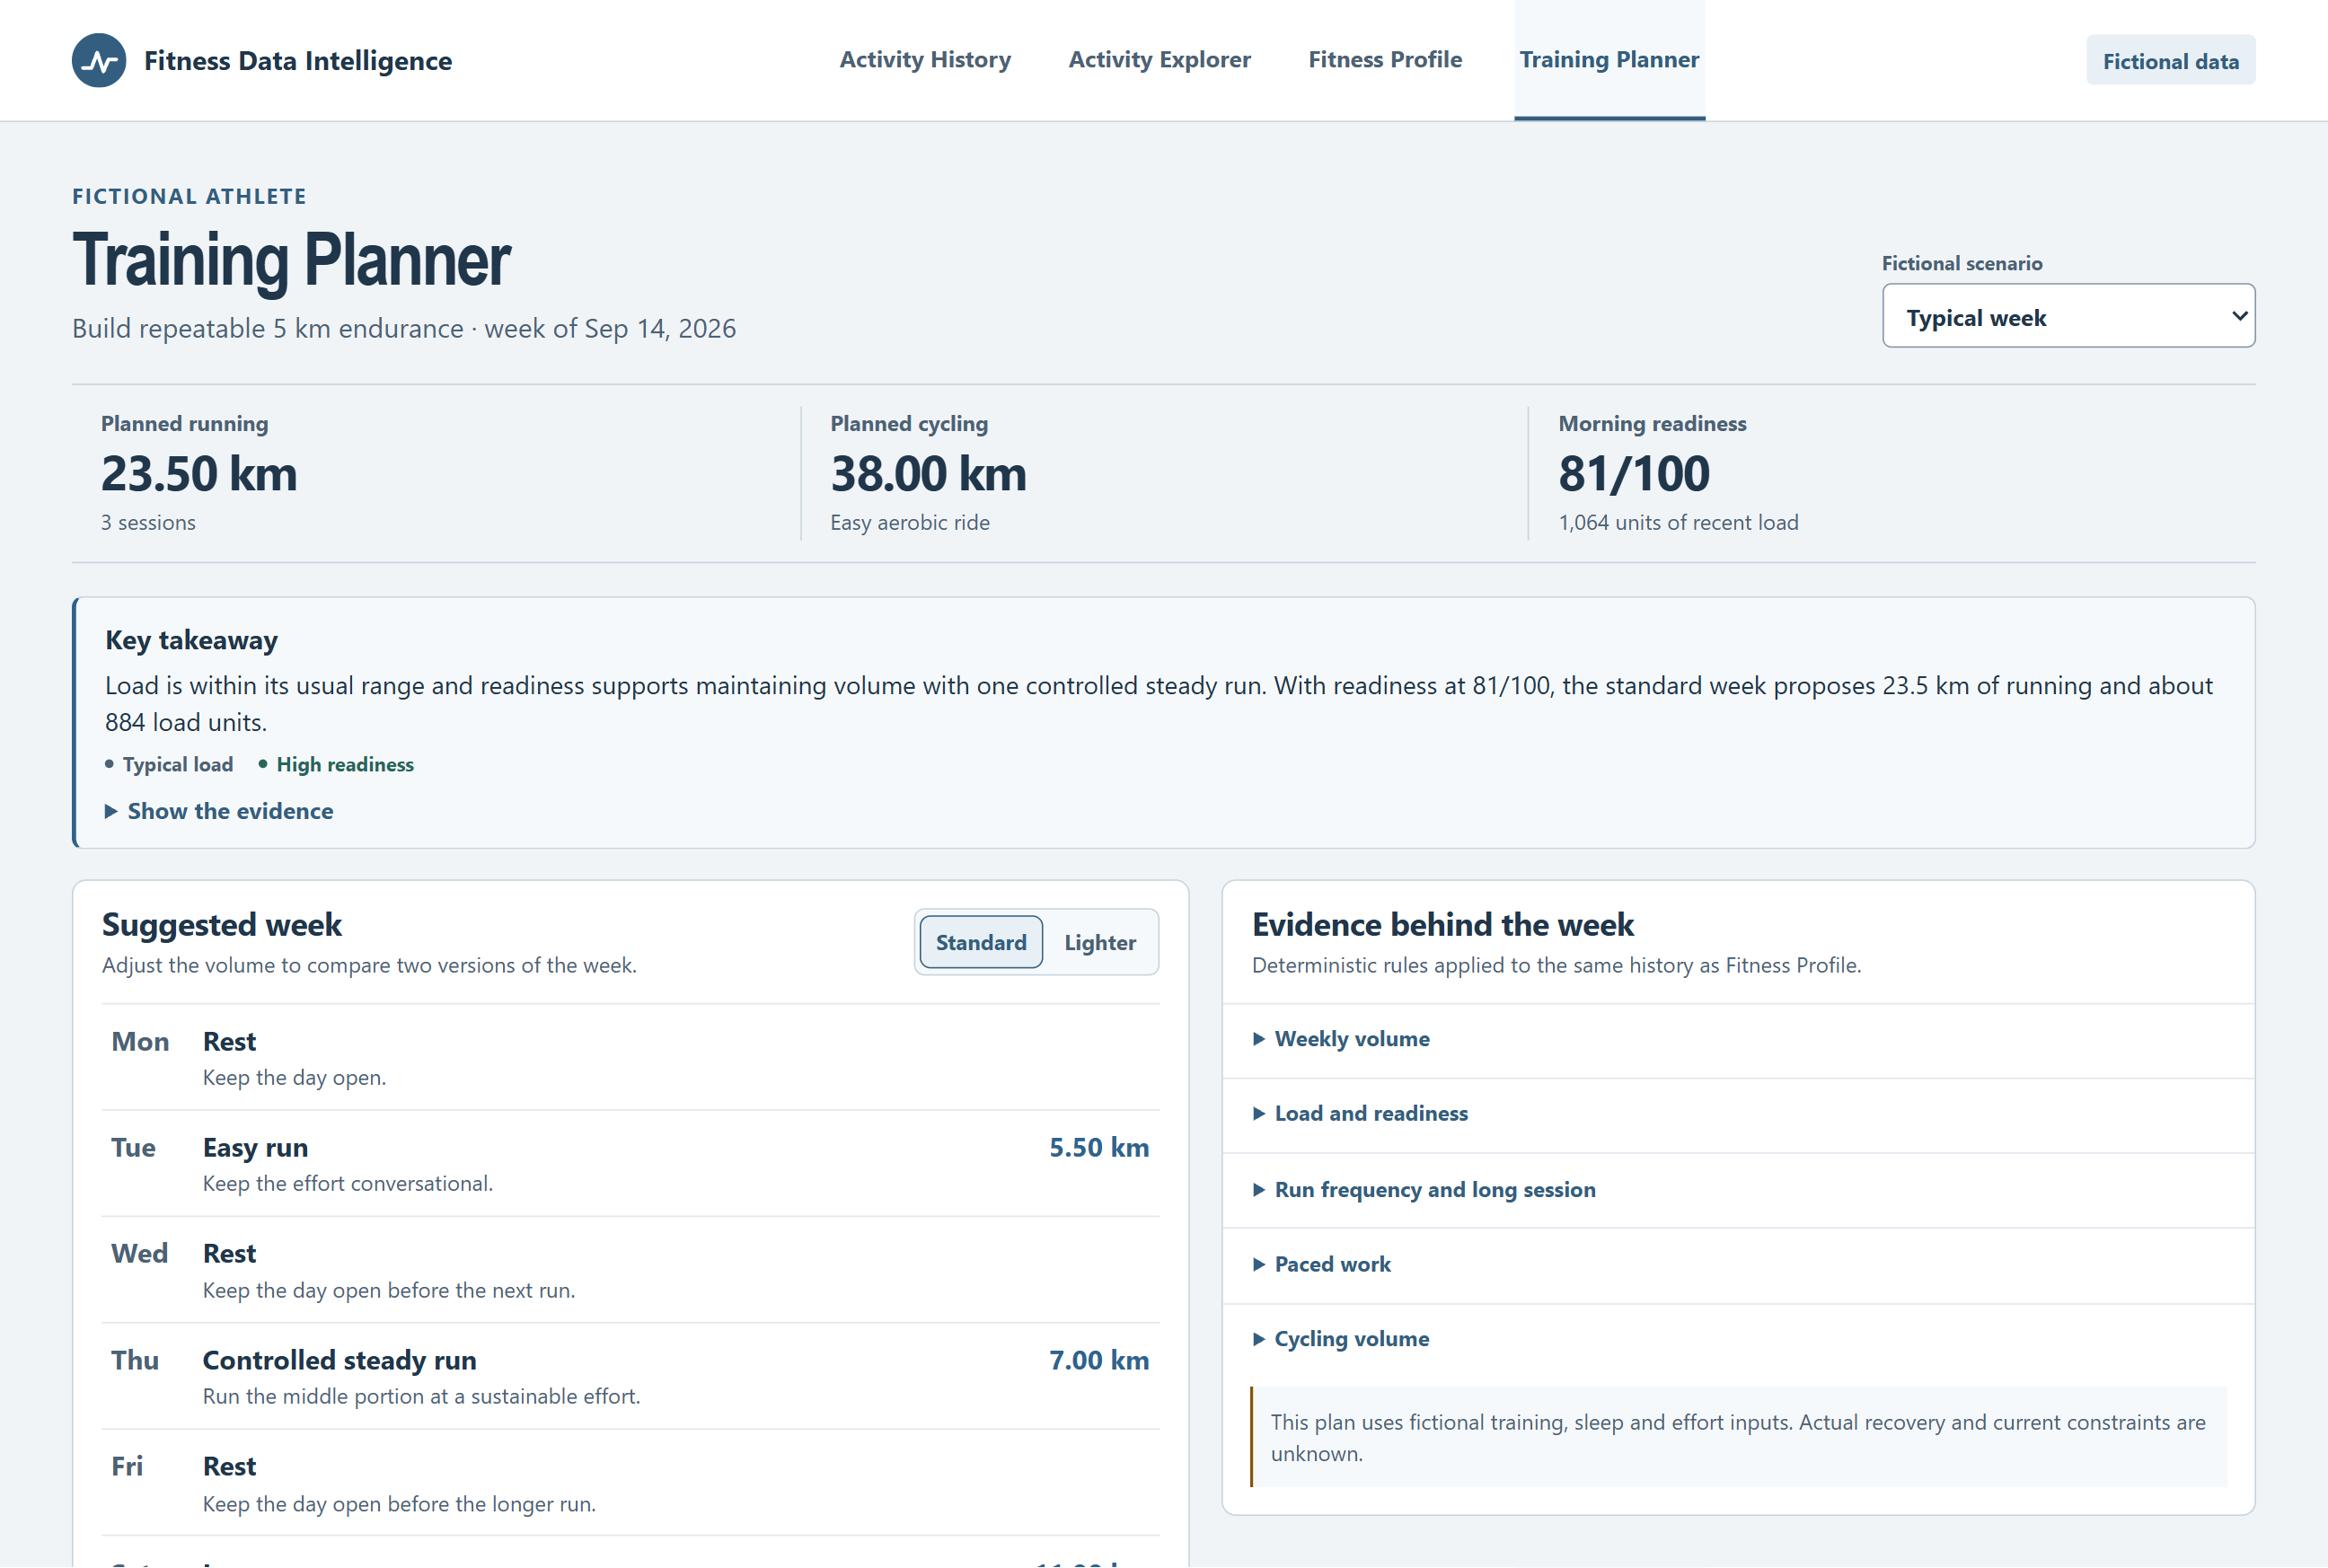 Fitness Data Intelligence
Activity History
Activity Explorer
Fitness Profile
Training Planner
Fictional data
FICTIONAL ATHLETE
Training Planner
Build repeatable 5 km endurance · week of Sep 14, 2026
Fictional scenario
Typical week
Planned running
23.50 km
3 sessions
Planned cycling
38.00 km
Easy aerobic ride
Morning readiness
81/100
1,064 units of recent load
Key takeaway
Load is within its usual range and readiness supports maintaining volume with one controlled steady run. With readiness at 81/100, the standard week proposes 23.5 km of running and about
884 load units.
Typical load
High readiness
Show the evidence
Suggested week
Adjust the volume to compare two versions of the week.
Standard
Lighter
Mon
Rest
Keep the day open.
Tue
Easy run
5.50 km
Keep the effort conversational.
Wed
Rest
Keep the day open before the next run.
Thu
Controlled steady run
7.00 km
Run the middle portion at a sustainable effort.
Fri
Rest
Keep the day open before the longer run.
Evidence behind the week
Deterministic rules applied to the same history as Fitness Profile.
Weekly volume
Load and readiness
Run frequency and long session
Paced work
Cycling volume
This plan uses fictional training, sleep and effort inputs. Actual recovery and current constraints are
unknown.